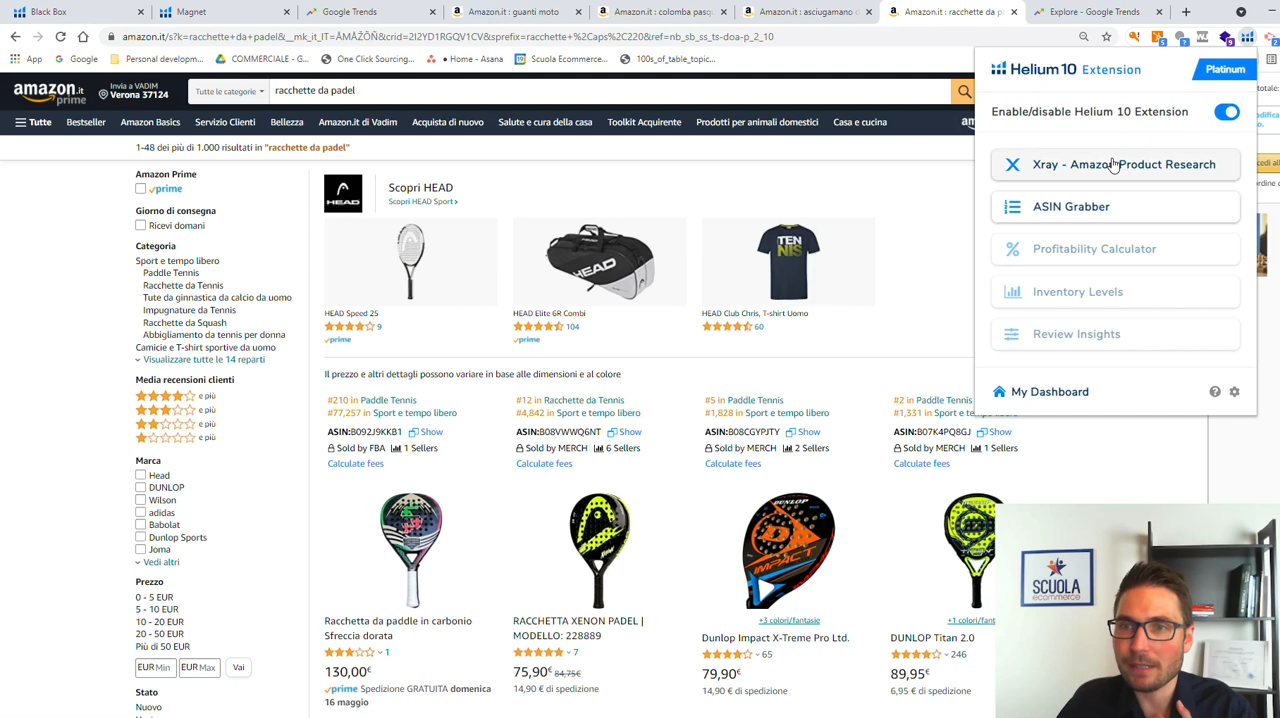 Black Box
Magnet
Google Trends
Amazon.it : guanti moto
Amazon.it : colomba pasq
Amazon.it : asciugamano d
Amazon.it : racchette da p
Explore - Google Trends
amazon.it/s?k=racchette+da+padel&__mk_it_IT=ÅMÅŽÕÑ&crid=2I2YD1RGQV1CV&sprefix=racchette+%2Caps%2C220&ref=nb_sb_ss_ts-doa-p_2_10
App
Google
Personal developm...
COMMERCIALE - G...
One Click Sourcing...
• Home - Asana
Scuola Ecommerce...
100s_of_table_topic...
amazon.it
prime
Invia a VADIM
Verona 37124
Tutte le categorie
racchette da padel
Tutte
Bestseller
Amazon Basics
Servizio Clienti
Amazon.it di Vadim
Acquista di nuovo
Salute e cura della casa
Toolkit Acquirente
Prodotti per animali domestici
Casa e cucina
am
1-48 dei più di 1.000 risultati in "racchette da padel"
Helium 10 Extension
Platinum
Enable/disable Helium 10 Extension
Xray - Amazon Product Research
ASIN Grabber
Profitability Calculator
Inventory Levels
Review Insights
My Dashboard
totale:
Amazon Prime
prime
Giorno di consegna
Ricevi domani
Categoria
Sport e tempo libero
Paddle Tennis
Racchette da Tennis
Tute da ginnastica da calcio da uomo
Impugnature da Tennis
Racchette da Squash
Abbigliamento da tennis per donna
Camicie e T-shirt sportive da uomo
Visualizzare tutte le 14 reparti
Media recensioni clienti
e più
e più
e più
e più
Marca
Head
DUNLOP
Wilson
adidas
Babolat
Dunlop Sports
Joma
Vedi altri
Prezzo
0 - 5 EUR
5 - 10 EUR
10 - 20 EUR
20 - 50 EUR
Più di 50 EUR
EUR Min
EUR Max
Vai
Stato
Nuovo
HEAD
Scopri HEAD
Scopri HEAD Sport
HEAD
TEN
NIS
HEAD Speed 25
9
prime
HEAD Elite 6R Combi
104
prime
HEAD Club Chris, T-shirt Uomo
60
Il prezzo e altri dettagli possono variare in base alle dimensioni e al colore
#210 in Paddle Tennis
#77,257 in Sport e tempo libero
ASIN:B092J9KKB1 Show
Sold by FBA 1 Sellers
Calculate fees
#12 in Racchette da Tennis
#4,842 in Sport e tempo libero
ASIN:B08VWWQ6NT Show
Sold by MERCH 6 Sellers
Calculate fees
#5 in Paddle Tennis
#1,828 in Sport e tempo libero
ASIN:B08CGYPJTY Show
Sold by MERCH 2 Sellers
Calculate fees
#2 in Paddle Tennis
#1,331 in Sport e te
ASIN:B07K4PQ8GJ Show
Sold by MERCH 1 Sellers
Calculate fees
IMPACT
Racchetta da paddle in carbonio
Sfreccia dorata
1
130,00€
prime Spedizione GRATUITA domenica
16 maggio
RACCHETTA XENON PADEL |
MODELLO: 228889
7
75,90€ 84,75€
14,90 € di spedizione
+3 colori/fantasie
Dunlop Impact X-Treme Pro Ltd.
65
79,90€
14,90 € di spedizione
+1 colori/fant
DUNLOP Titan 2.0
246
89,95€
6,95 € di spedizione
SCUOLA
ecommerce